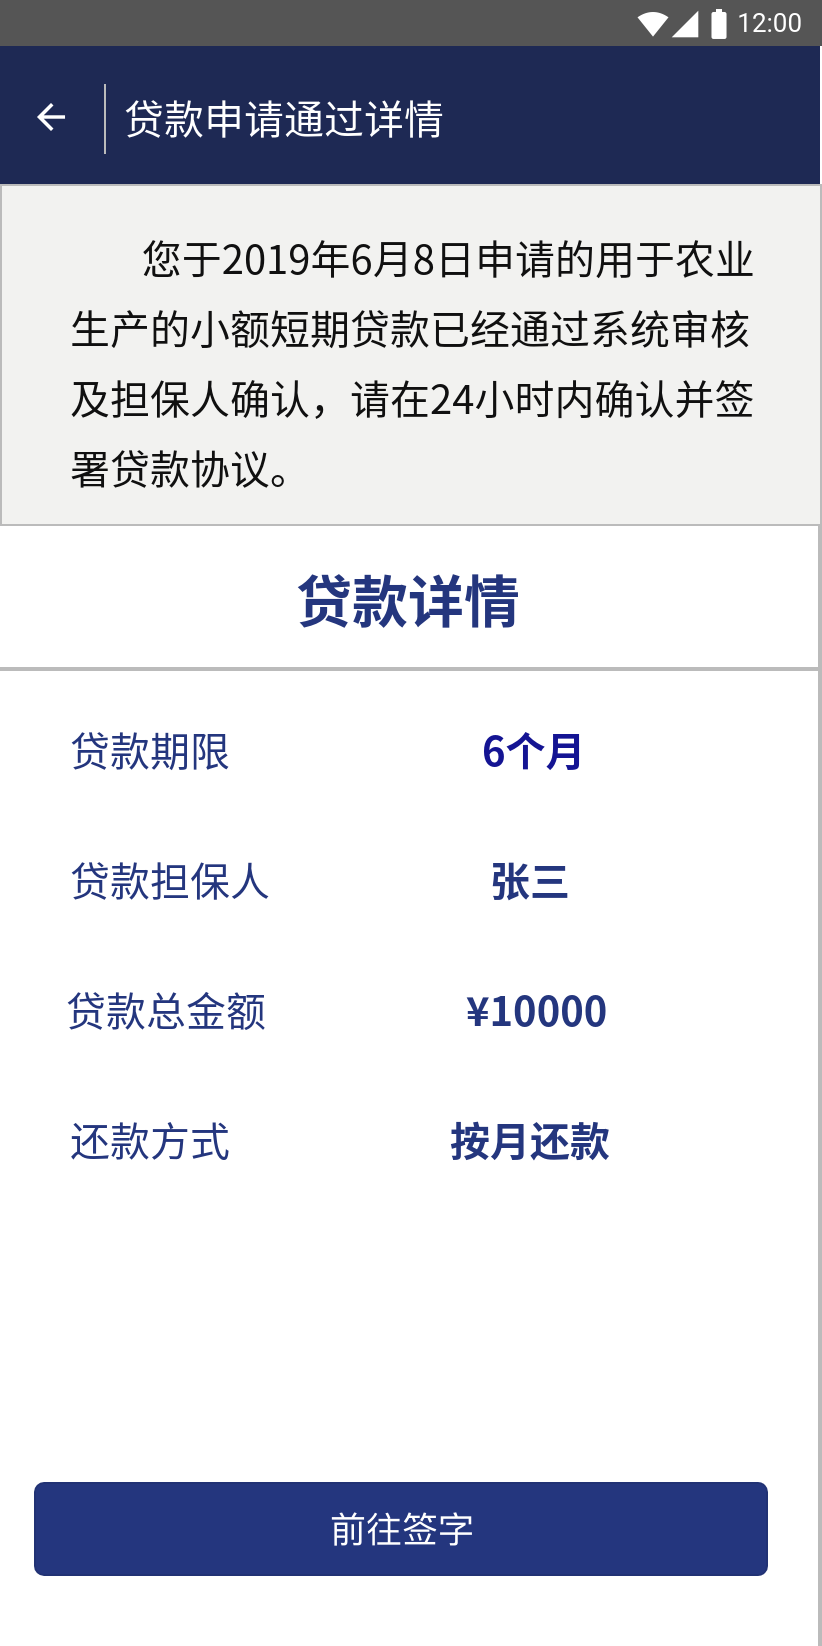 12:00
贷款申请通过详情
您于2019年6月8日申请的用于农业
生产的小额短期贷款已经通过系统审核
及担保人确认，请在24小时内确认并签
署贷款协议。
贷款详情
贷款期限 6个月
贷款担保人 张三
贷款总金额 ¥10000
还款方式 按月还款
前往签字